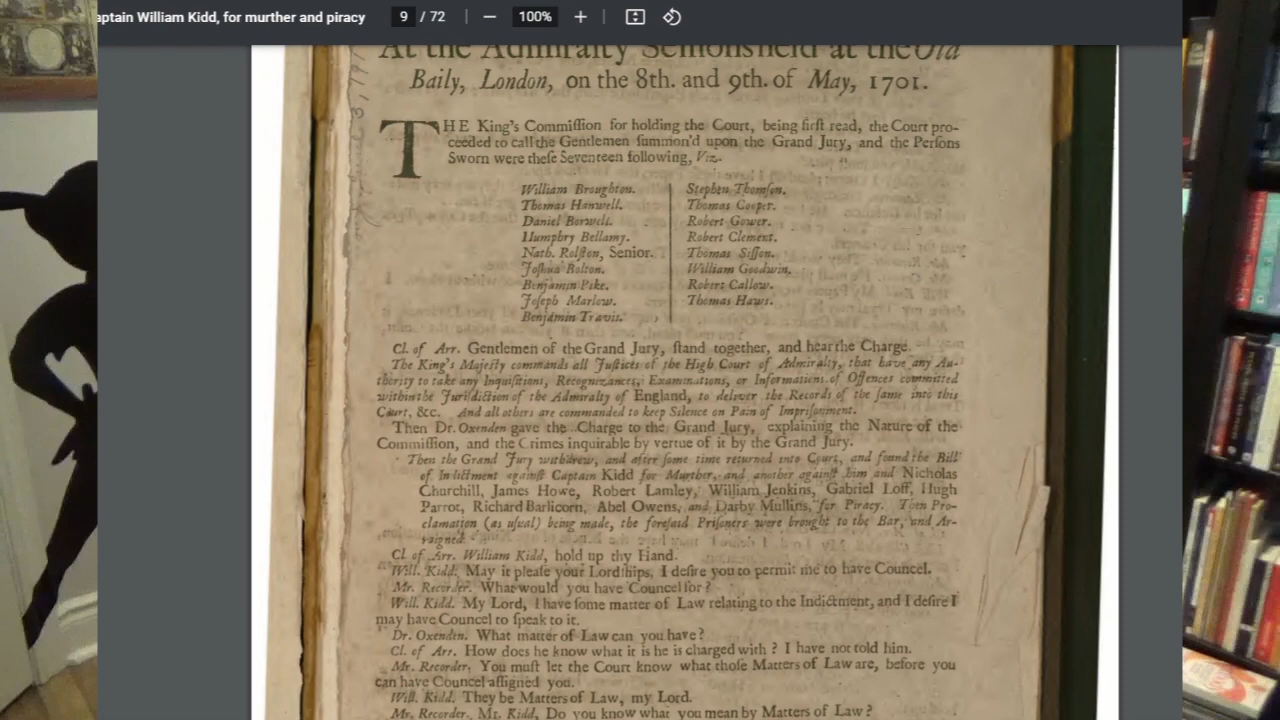 aptain William Kidd, for murther and piracy 9 / 72 100%
At the Admiralty Seſſions held at the Old
Baily, London, on the 8th. and 9th. of May, 1701.
THE King's Commiſſion for holding the Court, being firſt read, the Court pro-
ceeded to call the Gentlemen ſummon'd upon the Grand Jury, and the Perſons
Sworn were theſe Seventeen following, Viz.
William Broughton.
Thomas Hanwell.
Daniel Borwell.
Humphry Bellamy.
Nath. Rolſton, Senior.
Joſhua Bolton.
Benjamin Pike.
Joſeph Marlow.
Benjamin Travis.
Stephen Thomſon.
Thomas Cooper.
Robert Gower.
Robert Clement.
Thomas Siſſon.
William Goodwin.
Robert Callow.
Thomas Haws.
Cl. of Arr. Gentlemen of the Grand Jury, ſtand together, and hear the Charge.
The King's Majeſty commands all Juſtices of the High Court of Admiralty, that have any Au-
thority to take any Inquiſitions, Recognizances, Examinations, or Informations of Offences committed
within the Juriſdiction of the Admiralty of England, to deliver the Records of the ſame into this
Court, &c. And all others are commanded to keep Silence on Pain of Impriſonment.
Then Dr. Oxenden gave the Charge to the Grand Jury, explaining the Nature of the
Commiſſion, and the Crimes inquirable by vertue of it by the Grand Jury.
Then the Grand Jury withdrew, and after ſome time returned into Court, and found the Bill
of Indictment againſt Captain Kidd for Murther, and another againſt him and Nicholas
Churchill, James Howe, Robert Lamley, William Jenkins, Gabriel Loff, Hugh
Parrot, Richard Barlicorn, Abel Owens, and Darby Mullins, for Piracy. Then Pro-
clamation (as uſual) being made, the foreſaid Priſoners were brought to the Bar, and Ar-
raigned.
Cl. of Arr. William Kidd, hold up thy Hand.
Will. Kidd. May it pleaſe your Lordſhips, I deſire you to permit me to have Councel.
Mr. Recorder. What would you have Councel for?
Will. Kidd. My Lord, I have ſome matter of Law relating to the Indictment, and I deſire I
may have Councel to ſpeak to it.
Dr. Oxenden. What matter of Law can you have?
Cl. of Arr. How does he know what it is he is charged with? I have not told him.
Mr. Recorder. You muſt let the Court know what thoſe Matters of Law are, before you
can have Councel aſſigned you.
Will. Kidd. They be Matters of Law, my Lord.
Mr. Recorder. Mr. Kidd, Do you know what you mean by Matters of Law?